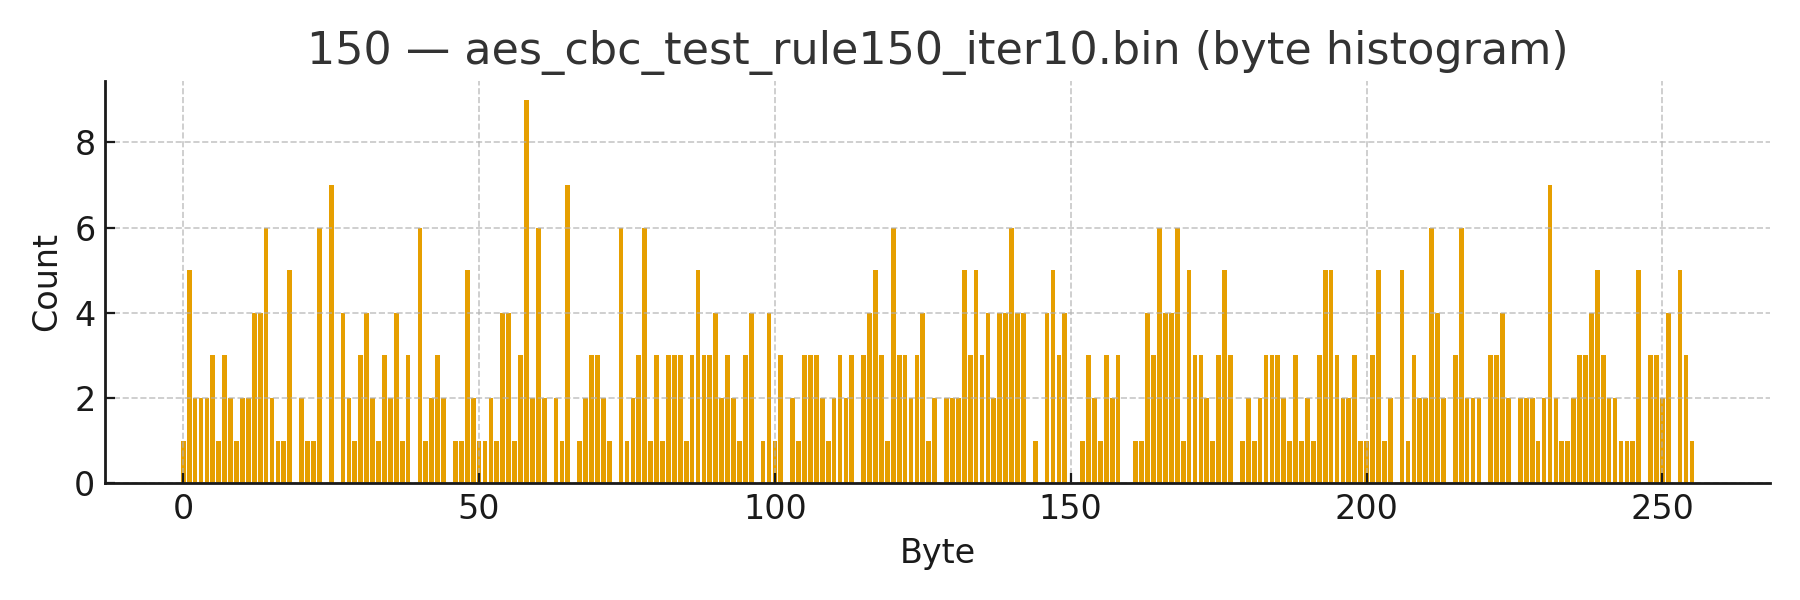 150 — aes_cbc_test_rule150_iter10.bin (byte histogram)
Count
8
6
4
2
0
0 50 100 150 200 250
Byte